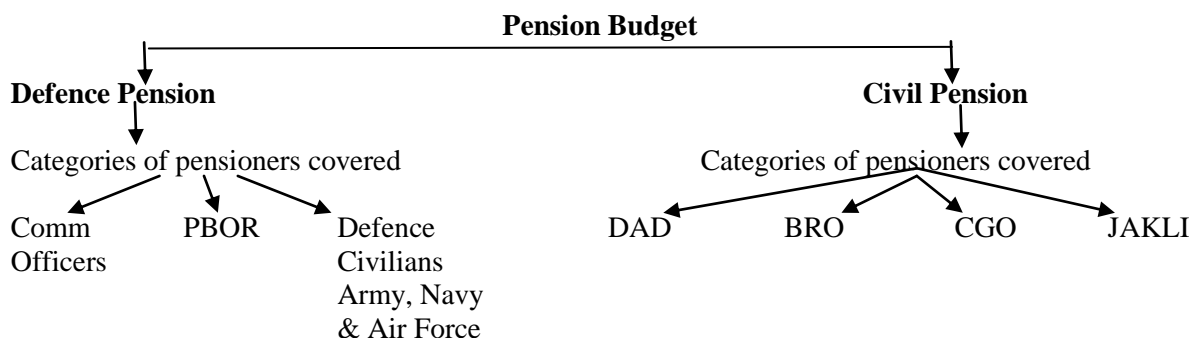 Pension Budget
Defence Pension
Civil Pension
Categories of pensioners covered
Categories of pensioners covered
Comm
Officers
PBOR
Defence
Civilians
Army, Navy
& Air Force
DAD
BRO
CGO
JAKLI